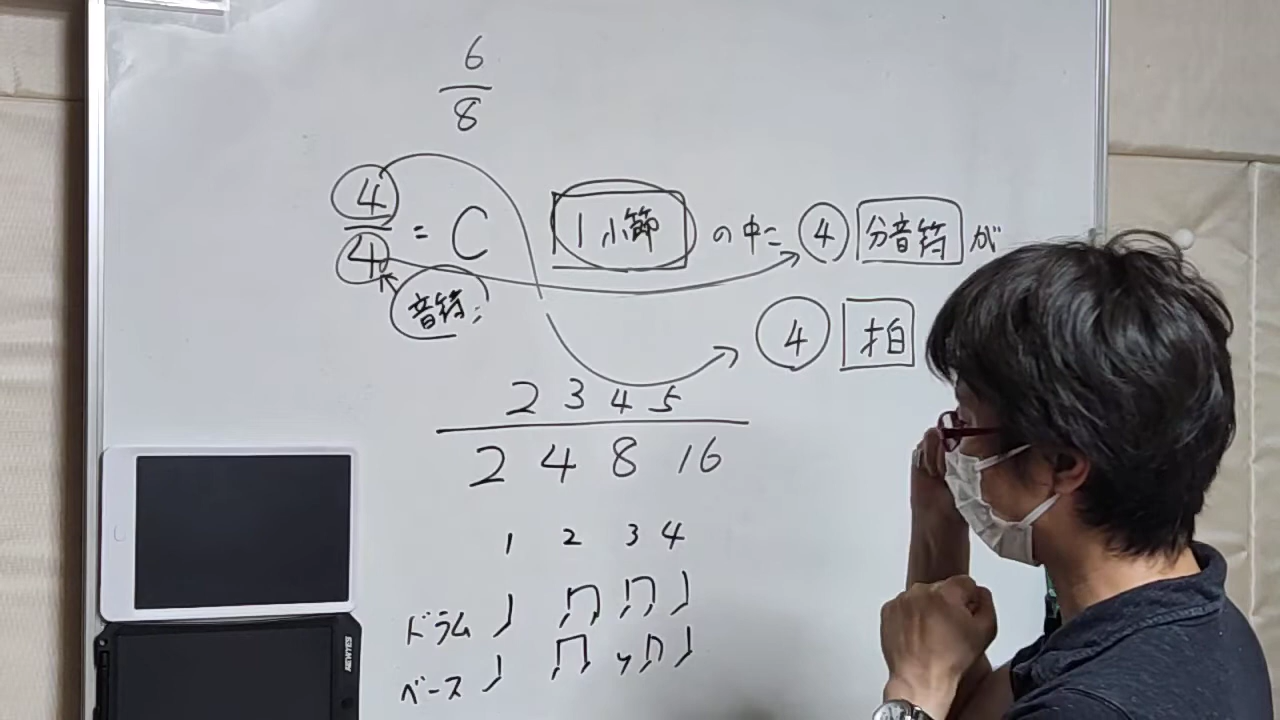 6
8
4
4 = C 1小節 の中に 4 分音符 が
音符;
4 拍
2 3 4 5
2 4 8 16
1 2 3 4
ドラム
ベース
NEWYES